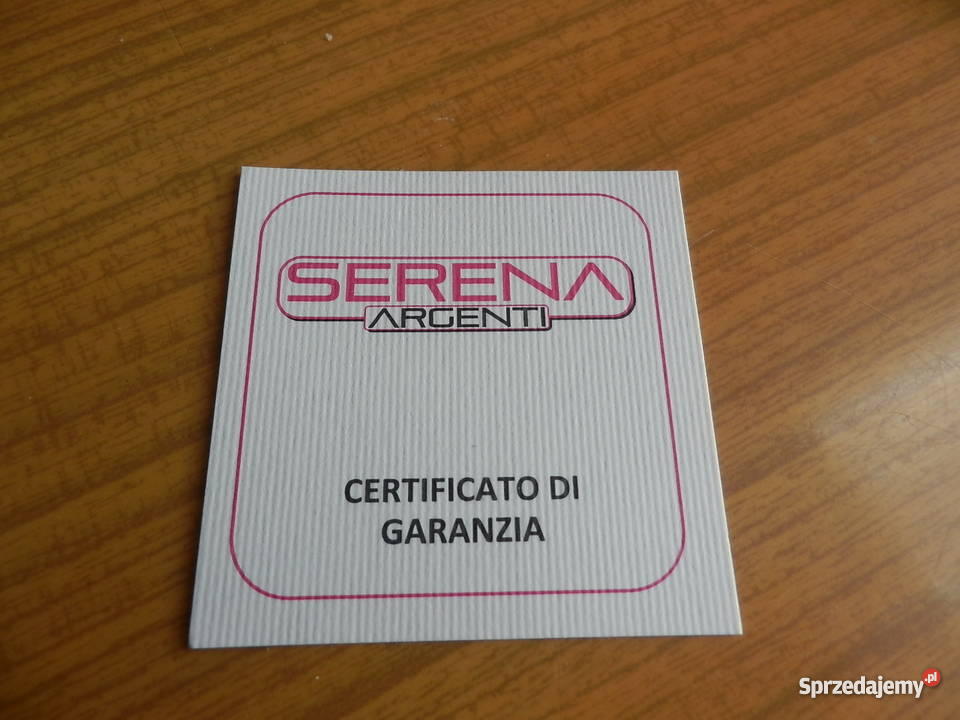 SERENA
ARGENTI
CERTIFICATO DI
GARANZIA
Sprzedajemy.pl